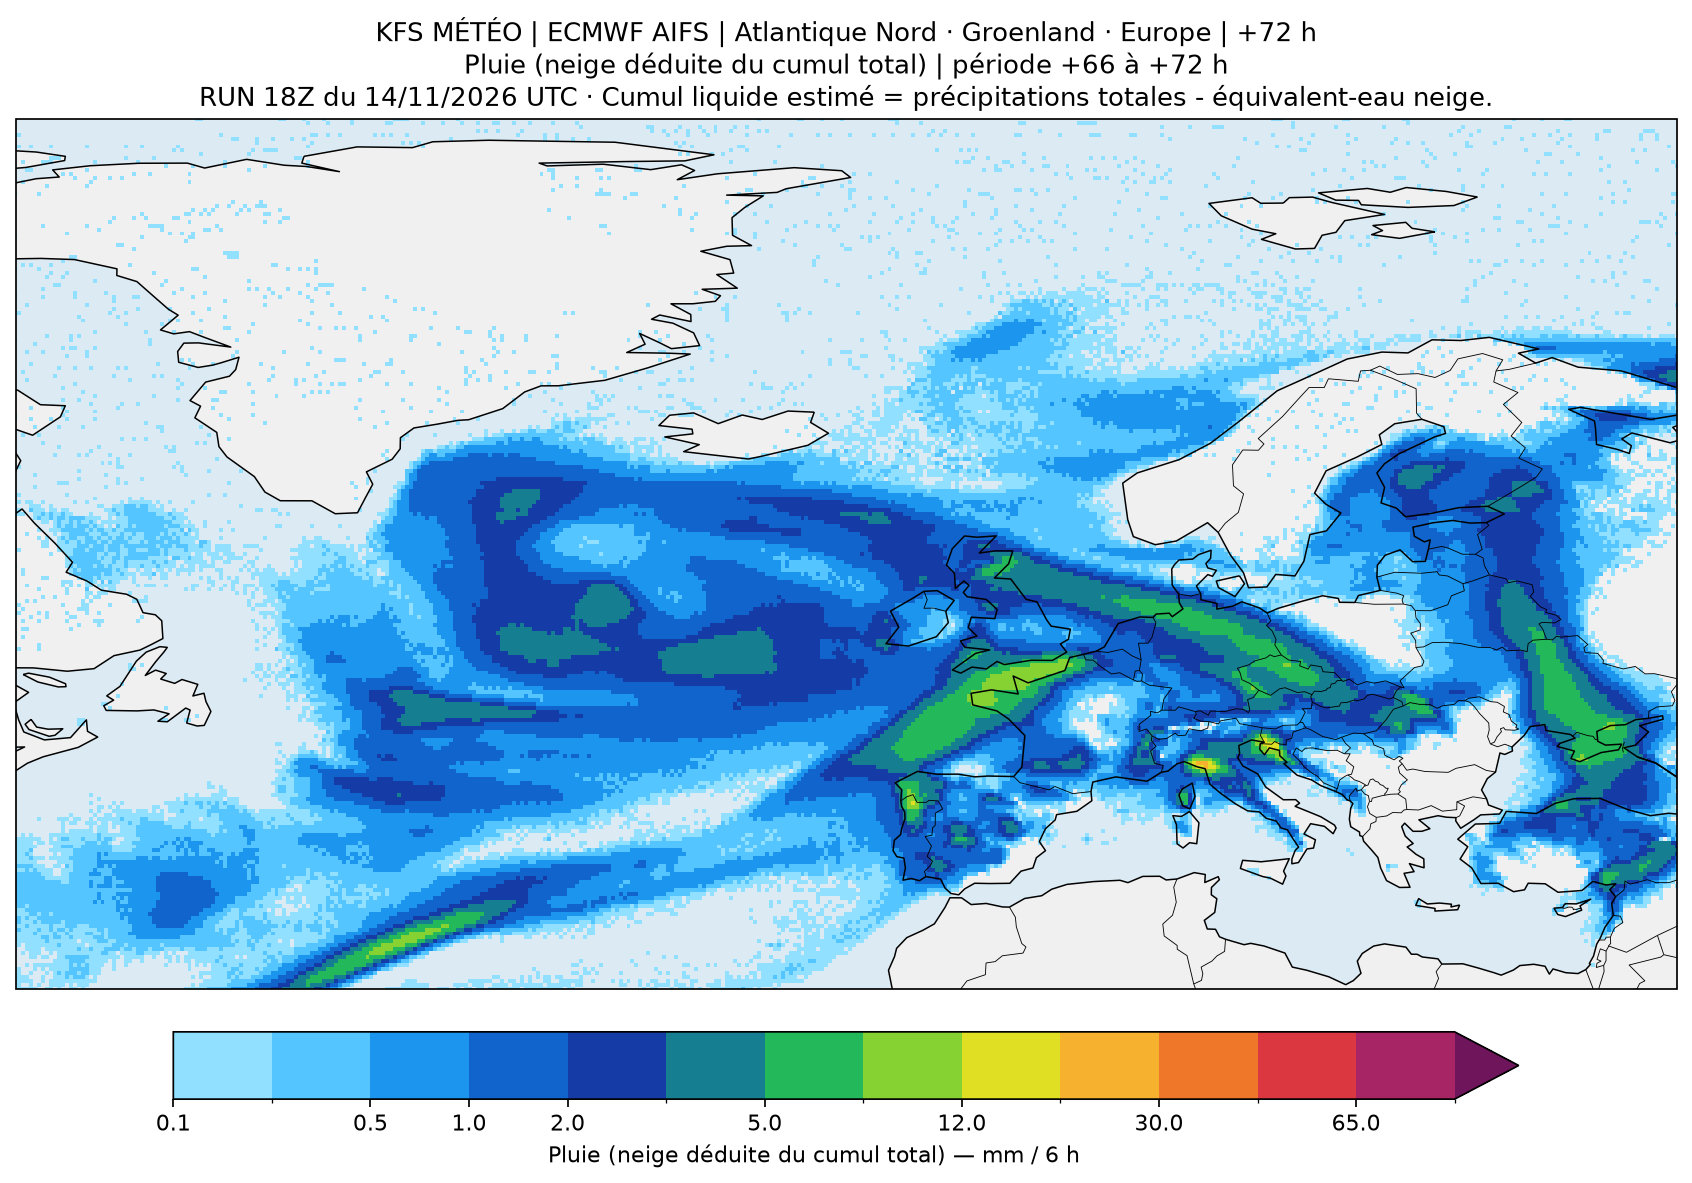 KFS MÉTÉO | ECMWF AIFS | Atlantique Nord · Groenland · Europe | +72 h
Pluie (neige déduite du cumul total) | période +66 à +72 h
RUN 18Z du 14/11/2026 UTC · Cumul liquide estimé = précipitations totales - équivalent-eau neige.
0.1 0.5 1.0 2.0 5.0 12.0 30.0 65.0
Pluie (neige déduite du cumul total) — mm / 6 h